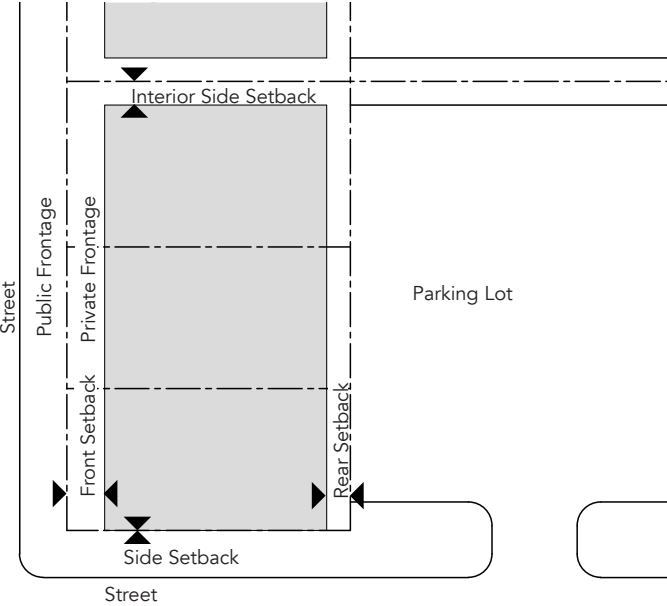 Interior Side Setback
Street
Public Frontage
Private Frontage
Parking Lot
Front Setback
Rear Setback
Side Setback
Street